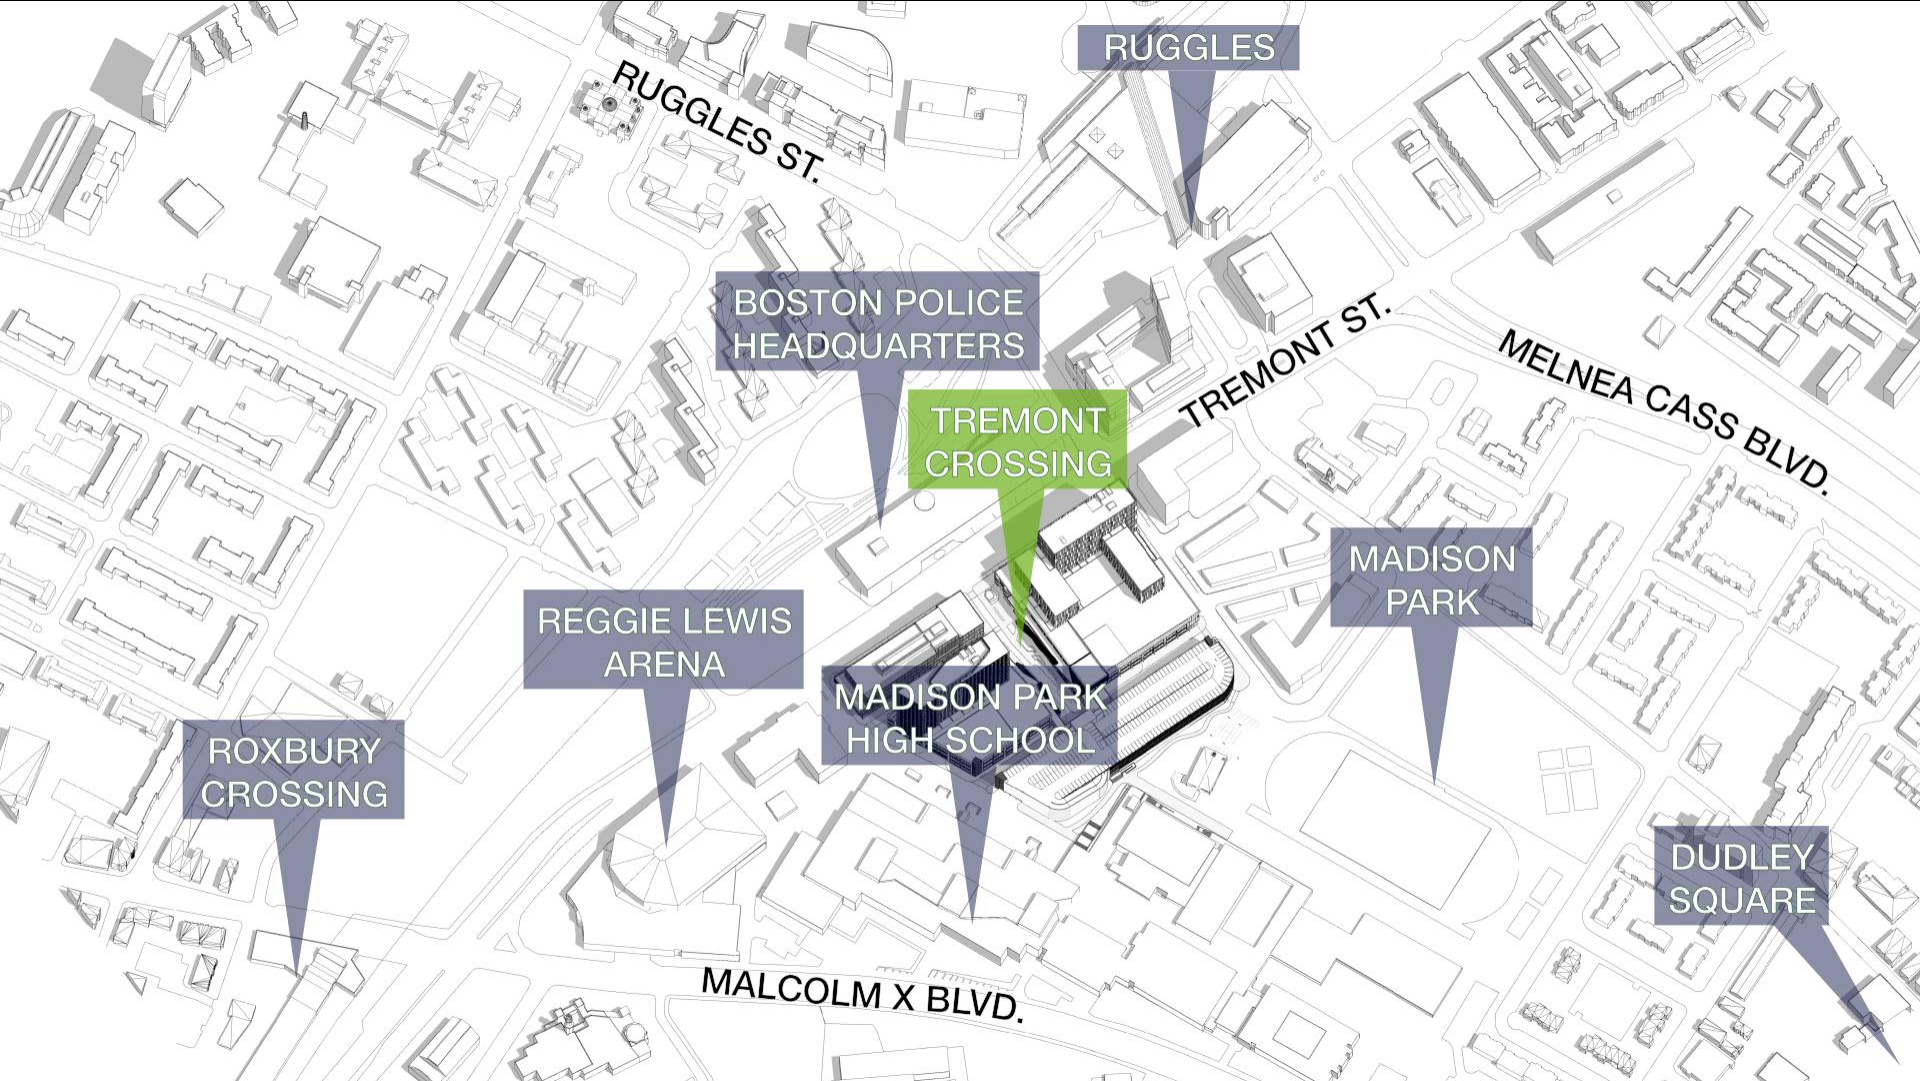 RUGGLES
RUGGLES ST.
BOSTON POLICE
HEADQUARTERS
TREMONT ST.
MELNEA CASS BLVD.
TREMONT
CROSSING
MADISON
PARK
REGGIE LEWIS
ARENA
MADISON PARK
HIGH SCHOOL
ROXBURY
CROSSING
DUDLEY
SQUARE
MALCOLM X BLVD.